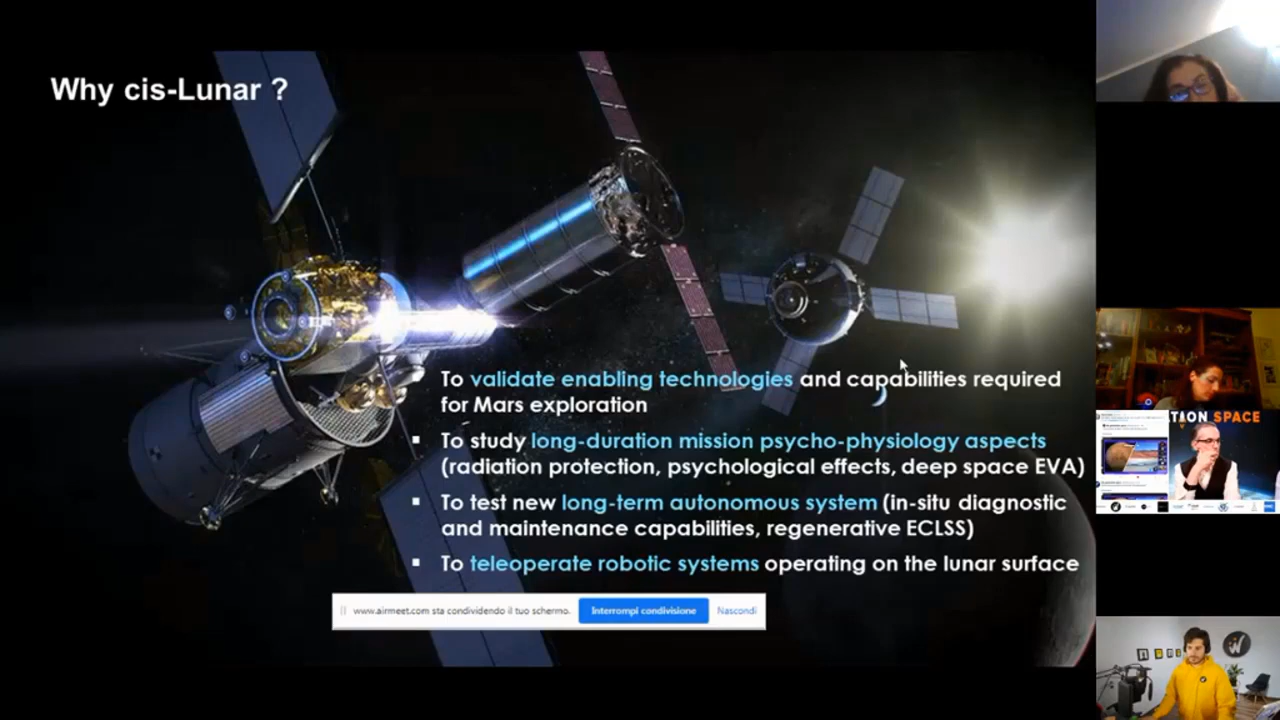 Why cis-Lunar ?
To validate enabling technologies and capabilities required
for Mars exploration
▪ To study long-duration mission psycho-physiology aspects
(radiation protection, psychological effects, deep space EVA)
▪ To test new long-term autonomous system (in-situ diagnostic
and maintenance capabilities, regenerative ECLSS)
▪ To teleoperate robotic systems operating on the lunar surface
www.airmeet.com sta condividendo il tuo schermo.
Interrompi condivisione
Nascondi
TION SPACE